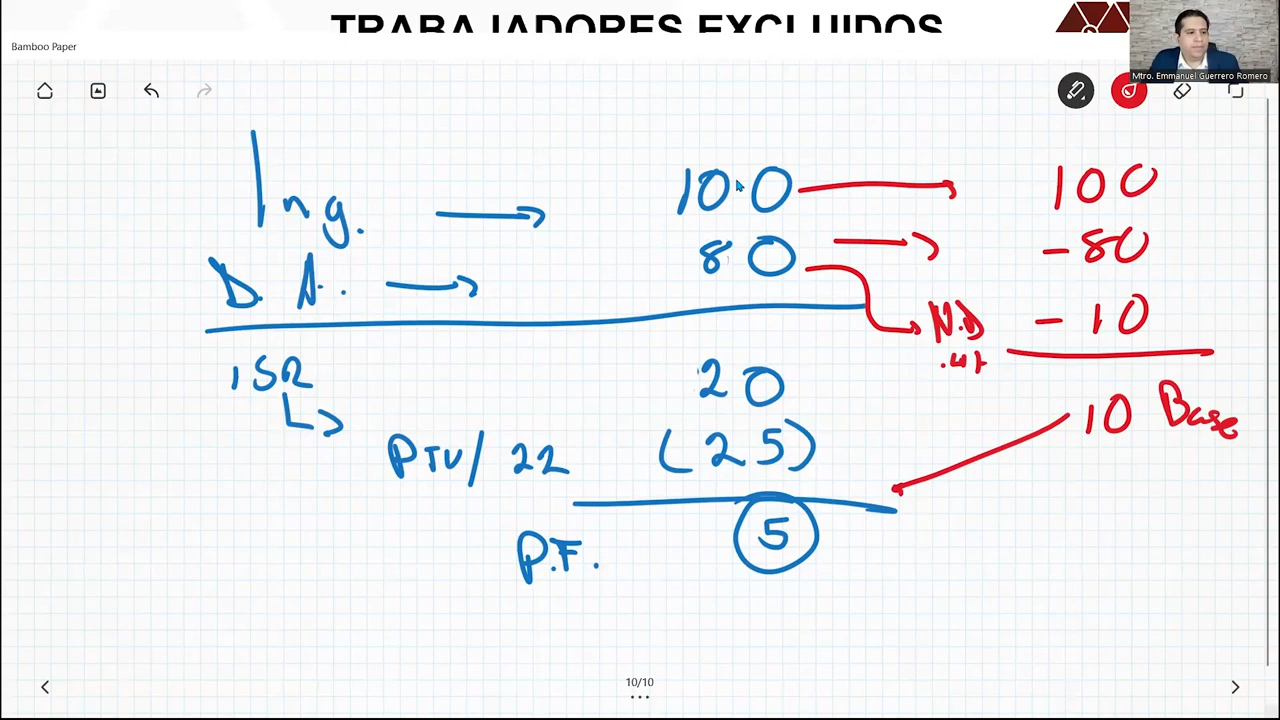 TRABAJADORES EXCLUIDOS
Bamboo Paper
Mtro. Emmanuel Guerrero Romero
Ing. 100 100
D. A. 80 -80
N.D -10
ISR 20 10 Base
PTU/22 (25)
P.F. 5
10/10